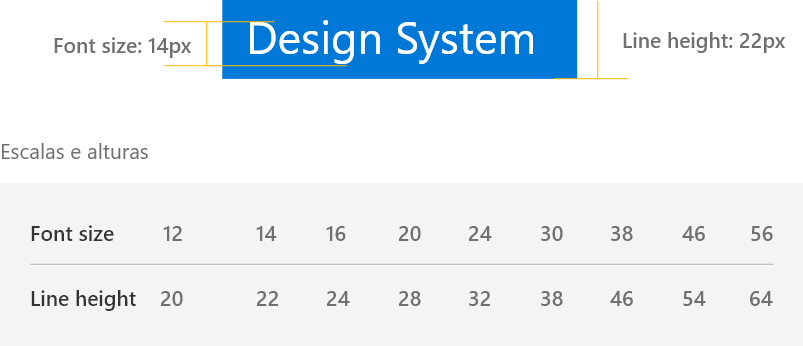 Font size: 14px
Design System
Line height: 22px
Escalas e alturas
Font size 12 14 16 20 24 30 38 46 56
Line height 20 22 24 28 32 38 46 54 64